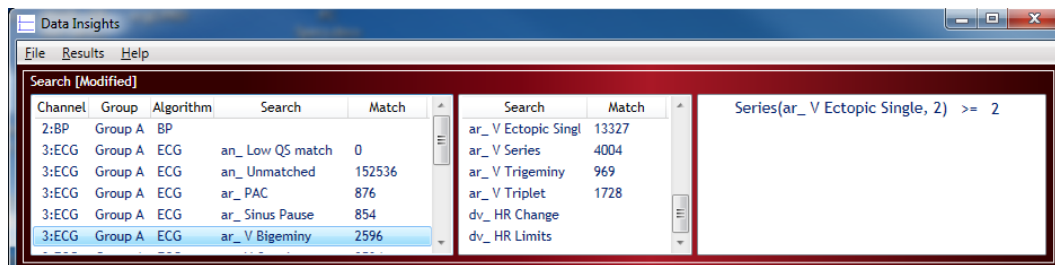 Data Insights
File Results Help
Search [Modified]
Channel Group Algorithm Search Match
2:BP Group A BP
3:ECG Group A ECG an_ Low QS match 0
3:ECG Group A ECG an_ Unmatched 152536
3:ECG Group A ECG ar_ PAC 876
3:ECG Group A ECG ar_ Sinus Pause 854
3:ECG Group A ECG ar_ V Bigeminy 2596
Search Match
ar_ V Ectopic Singl 13327
ar_ V Series 4004
ar_ V Trigeminy 969
ar_ V Triplet 1728
dv_ HR Change
dv_ HR Limits
Series(ar_ V Ectopic Single, 2) >= 2